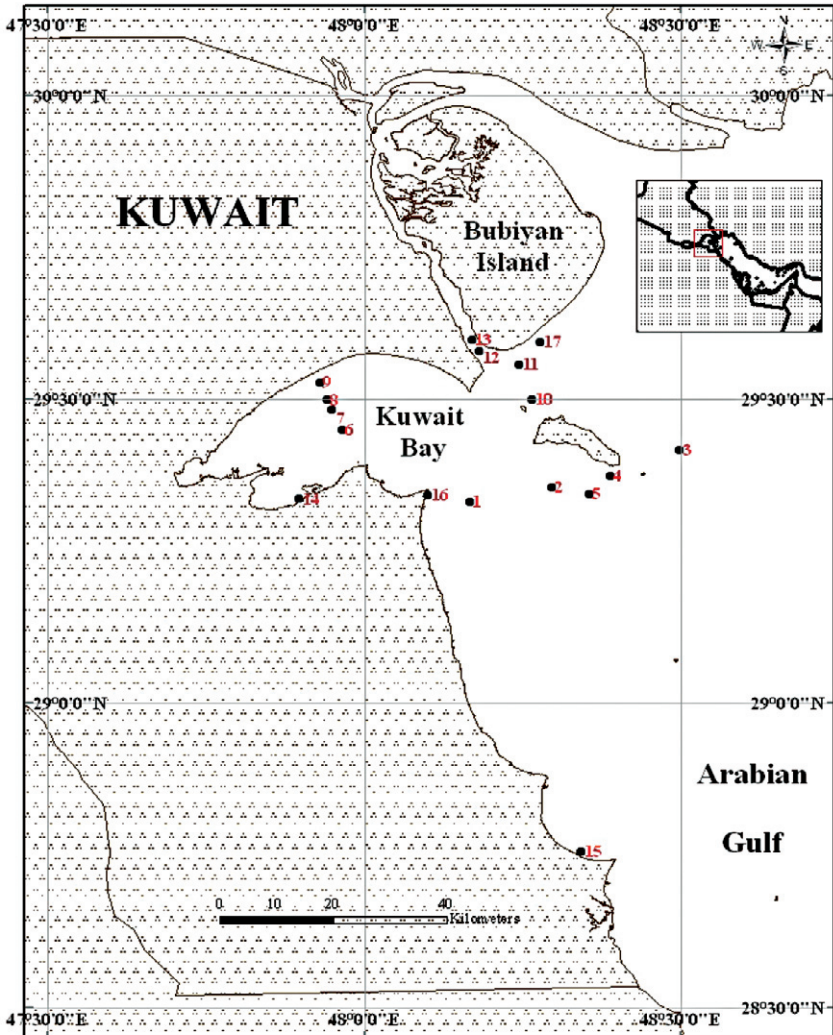 47°30'0"E 48°0'0"E 48°30'0"E
N
W E
S
30°0'0"N 30°0'0"N
KUWAIT
Bubiyan
Island
13
17
12
11
9
29°30'0"N 8 10 29°30'0"N
7
Kuwait
6
Bay
3
4
2
5
14
16
1
29°0'0"N 29°0'0"N
Arabian
Gulf
15
0 10 20 40
Kilometers
28°30'0"N
47°30'0"E 48°0'0"E 48°30'0"E